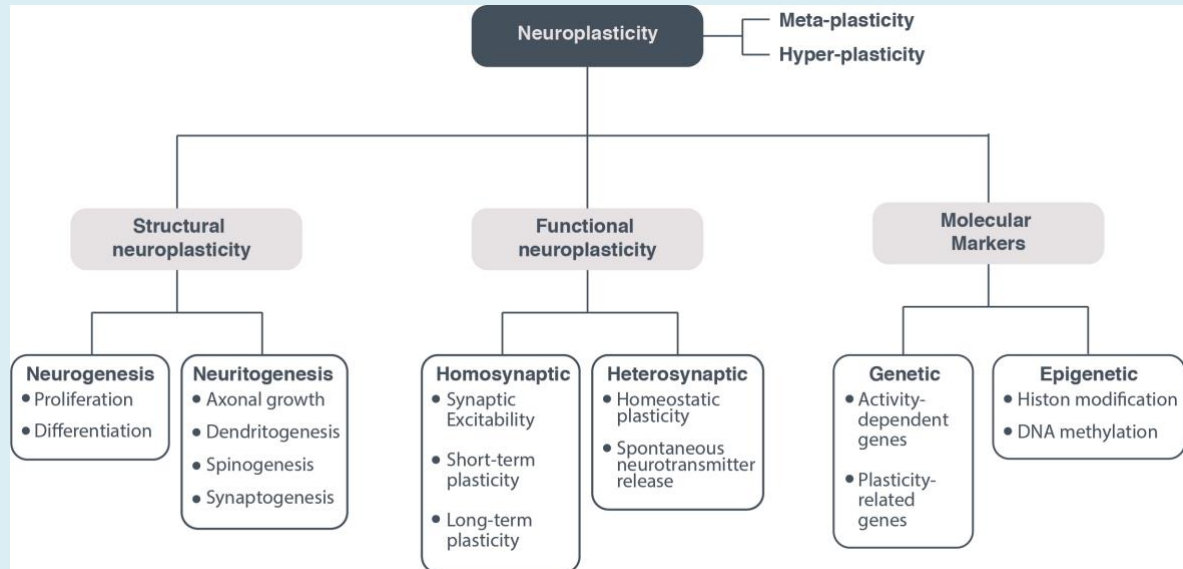 Neuroplasticity
Meta-plasticity
Hyper-plasticity
Structural
neuroplasticity
Functional
neuroplasticity
Molecular
Markers
Neurogenesis
• Proliferation
• Differentiation
Neuritogenesis
• Axonal growth
• Dendritogenesis
• Spinogenesis
• Synaptogenesis
Homosynaptic
• Synaptic
Excitability
• Short-term
plasticity
• Long-term
plasticity
Heterosynaptic
• Homeostatic
plasticity
• Spontaneous
neurotransmitter
release
Genetic
• Activity-
dependent
genes
• Plasticity-
related
genes
Epigenetic
• Histon modification
• DNA methylation